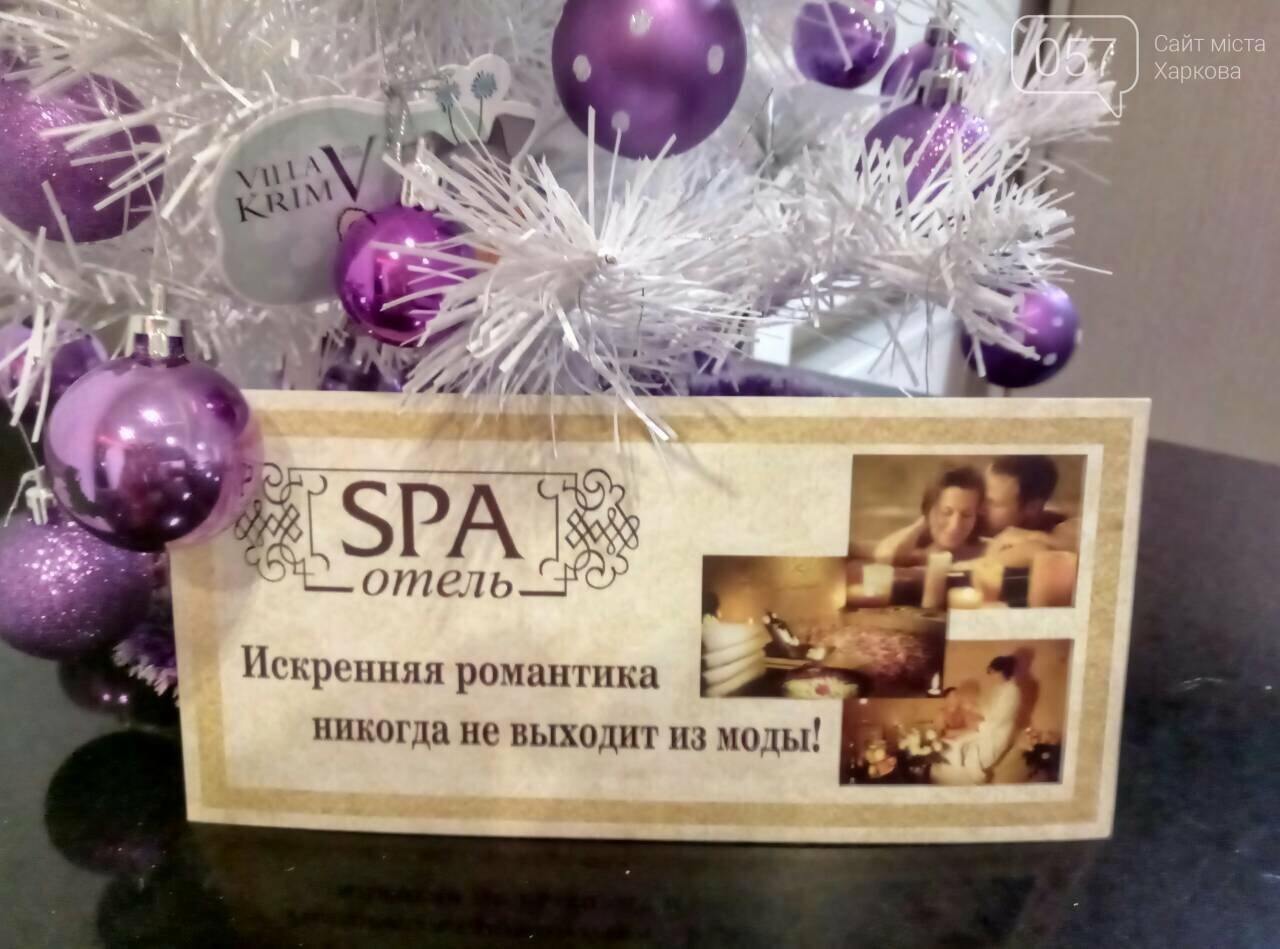 057
Сайт міста
Харкова
VILLA
KRIM V
SPA
отель
Искренняя романтика
никогда не выходит из моды!